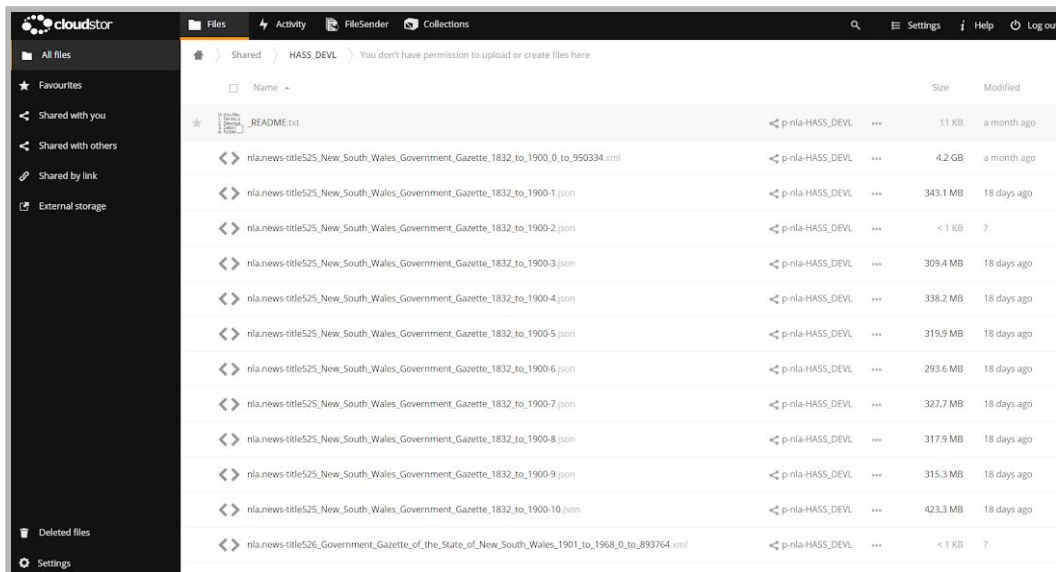 cloudstor Files Activity FileSender Collections Settings Help Log out
All files
Favourites
Shared with you
Shared with others
Shared by link
External storage
Deleted files
Settings
Shared HASS_DEVL You don't have permission to upload or create files here
Name Size Modified
_README.txt p-nla-HASS_DEVL ••• 11 KB a month ago
nla.news-title525_New_South_Wales_Government_Gazette_1832_to_1900_0_to_950334.xml p-nla-HASS_DEVL ••• 4.2 GB a month ago
nla.news-title525_New_South_Wales_Government_Gazette_1832_to_1900-1.json p-nla-HASS_DEVL ••• 343.1 MB 18 days ago
nla.news-title525_New_South_Wales_Government_Gazette_1832_to_1900-2.json p-nla-HASS_DEVL ••• < 1 KB ?
nla.news-title525_New_South_Wales_Government_Gazette_1832_to_1900-3.json p-nla-HASS_DEVL ••• 309.4 MB 18 days ago
nla.news-title525_New_South_Wales_Government_Gazette_1832_to_1900-4.json p-nla-HASS_DEVL ••• 338.2 MB 18 days ago
nla.news-title525_New_South_Wales_Government_Gazette_1832_to_1900-5.json p-nla-HASS_DEVL ••• 319.9 MB 18 days ago
nla.news-title525_New_South_Wales_Government_Gazette_1832_to_1900-6.json p-nla-HASS_DEVL ••• 293.6 MB 18 days ago
nla.news-title525_New_South_Wales_Government_Gazette_1832_to_1900-7.json p-nla-HASS_DEVL ••• 327.7 MB 18 days ago
nla.news-title525_New_South_Wales_Government_Gazette_1832_to_1900-8.json p-nla-HASS_DEVL ••• 317.9 MB 18 days ago
nla.news-title525_New_South_Wales_Government_Gazette_1832_to_1900-9.json p-nla-HASS_DEVL ••• 315.3 MB 18 days ago
nla.news-title525_New_South_Wales_Government_Gazette_1832_to_1900-10.json p-nla-HASS_DEVL ••• 423.3 MB 18 days ago
nla.news-title526_Government_Gazette_of_the_State_of_New_South_Wales_1901_to_1968_0_to_893764.xml p-nla-HASS_DEVL ••• < 1 KB ?